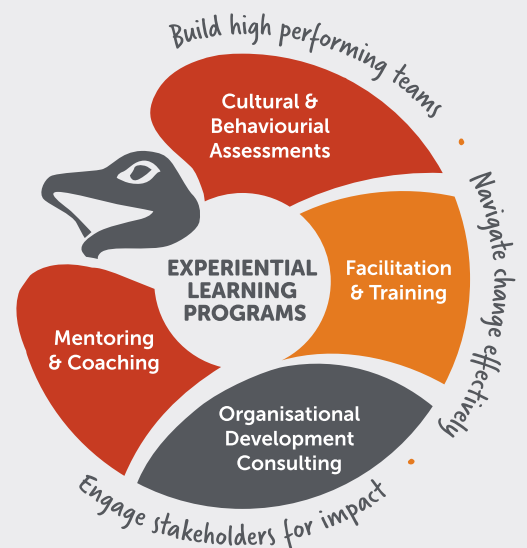 Build high performing teams
Cultural &
Behaviourial
Assessments
Navigate change effectively
EXPERIENTIAL
LEARNING
PROGRAMS
Facilitation
& Training
Mentoring
& Coaching
Organisational
Development
Consulting
Engage stakeholders for impact